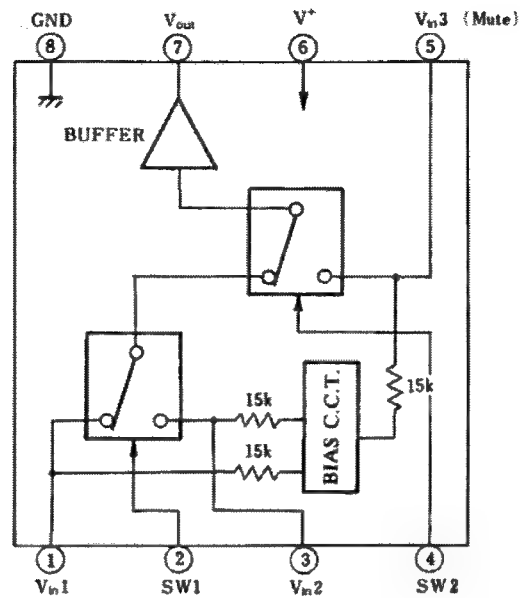 GND Vout V+ Vin3 (Mute)
8 7 6 5
BUFFER
15k
15k
15k
BIAS C.C.T.
1 2 3 4
Vin1 SW1 Vin2 SW2